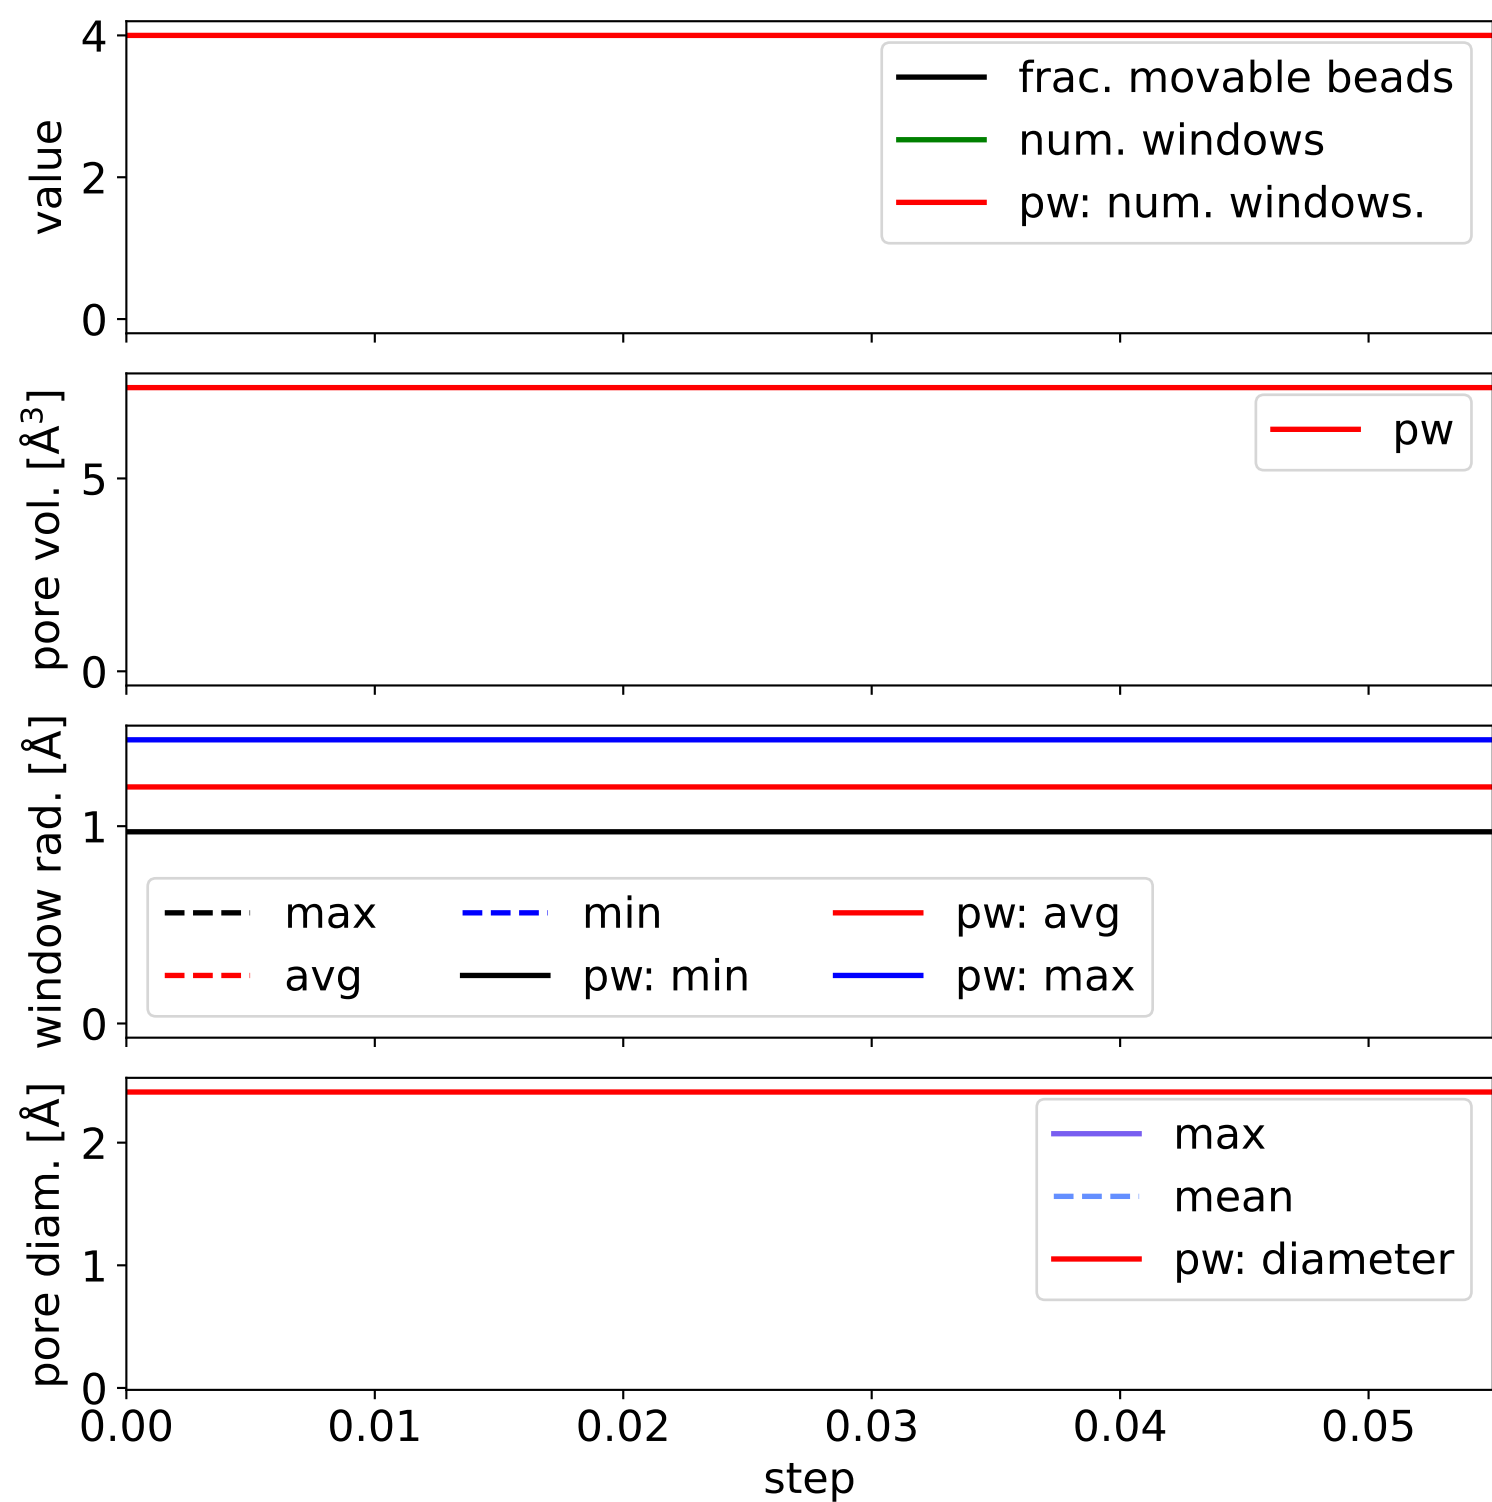 value
4
2
0
frac. movable beads
num. windows
pw: num. windows.
pore vol. [Å³]
5
0
pw
window rad. [Å]
1
0
max
avg
min
pw: min
pw: avg
pw: max
pore diam. [Å]
2
1
0
max
mean
pw: diameter
0.00 0.01 0.02 0.03 0.04 0.05
step